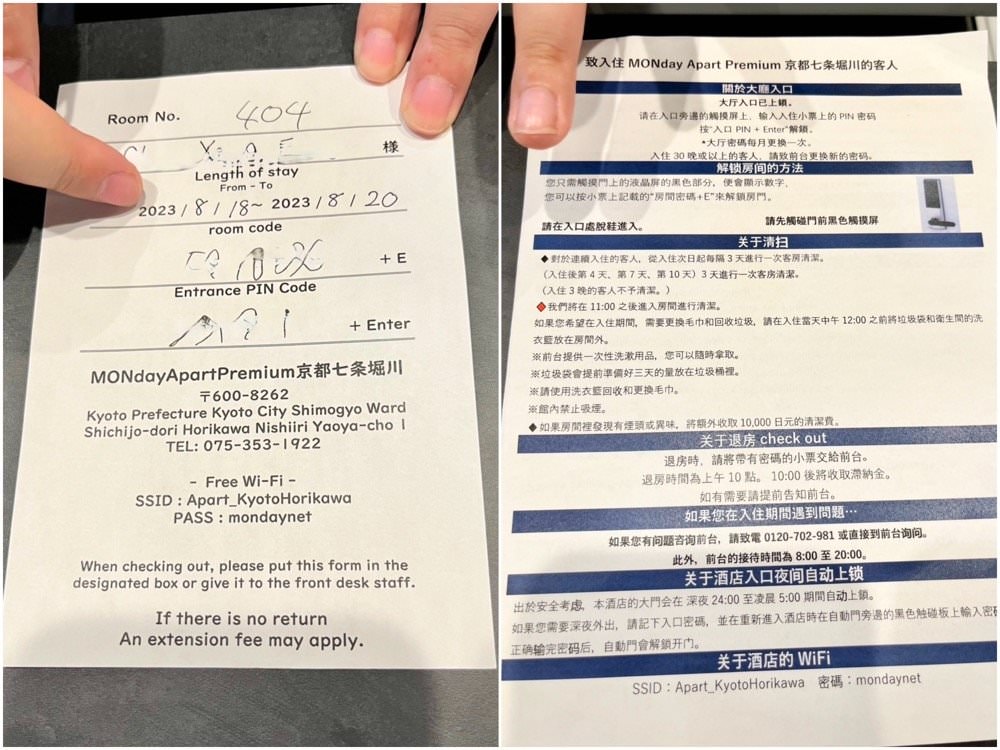 Room No. 404
様
Length of stay
From - To
2023/8/18~ 2023/8/20
room code
+ E
Entrance PIN Code
+ Enter
MONdayApartPremium京都七条堀川
〒600-8262
Kyoto Prefecture Kyoto City Shimogyo Ward
Shichijo-dori Horikawa Nishiiri Yaoya-cho 1
TEL: 075-353-1922
- Free Wi-Fi -
SSID : Apart_KyotoHorikawa
PASS : mondaynet
When checking out, please put this form in the
designated box or give it to the front desk staff.
If there is no return
An extension fee may apply.
致入住 MONday Apart Premium 京都七条堀川的客人
關於大廳入口
大厅入口已上鎖。
请在入口旁邊的觸摸屏上，输入入住小票上的 PIN 密码
按“入口 PIN + Enter”解鎖。
*大厅密碼每月更换一次。
入住 30 晚或以上的客人，請致前台更換新的密码。
解锁房间的方法
您只需觸摸門上的液晶屏的黑色部分，便會顯示數字，
您可以按小票上記載的“房間密碼+E”來解鎖房門。
請在入口處脫鞋進入。
請先觸碰門前黑色觸摸屏
关于清扫
◆對於連續入住的客人，從入住次日起每隔 3 天進行一次客房清潔。
（入住後第 4 天、第 7 天、第 10 天）3 天進行一次客房清潔。
（入住 3 晚的客人不予清潔。）
◆我們將在 11:00 之後進入房間進行清潔。
如果您希望在入住期間，需要更換毛巾和回收垃圾，請在入住當天中午 12:00 之前將垃圾袋和衛生間的洗
衣籃放在房間外。
※前台提供一次性洗漱用品，您可以隨時拿取。
※垃圾袋會提前準備好三天的量放在垃圾桶裡。
※請使用洗衣籃回收和更換毛巾。
※館內禁止吸煙。
◆如果房間裡發現有煙頭或異味，將額外收取 10,000 日元的清潔費。
关于退房 check out
退房時，請將帶有密碼的小票交給前台。
退房時間為上午 10 點。 10:00 後將收取滯納金。
如有需要請提前告知前台。
如果您在入住期間遇到問題…
如果您有问题咨询前台，請致電 0120-702-981 或直接到前台询问。
此外，前台的接待時間為 8:00 至 20:00。
关于酒店入口夜间自动上锁
出於安全考慮，本酒店的大門会在 深夜 24:00 至凌晨 5:00 期間自动上鎖。
如果您需要深夜外出，請記下入口密碼，並在重新進入酒店時在自動門旁邊的黑色触碰板上輸入密
正确输完密码后，自動門會解鎖开门。
关于酒店的 WiFi
SSID：Apart_KyotoHorikawa 密碼：mondaynet